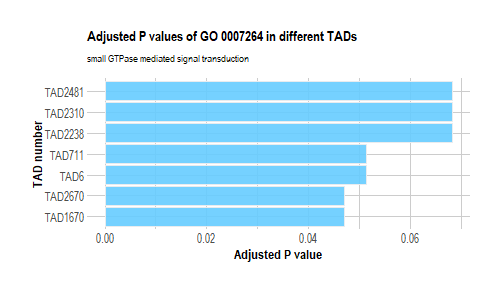 Adjusted P values of GO 0007264 in different TADs
small GTPase mediated signal transduction
TAD2481
TAD2310
TAD2238
TAD711
TAD6
TAD2670
TAD1670
TAD number
0.00 0.02 0.04 0.06
Adjusted P value